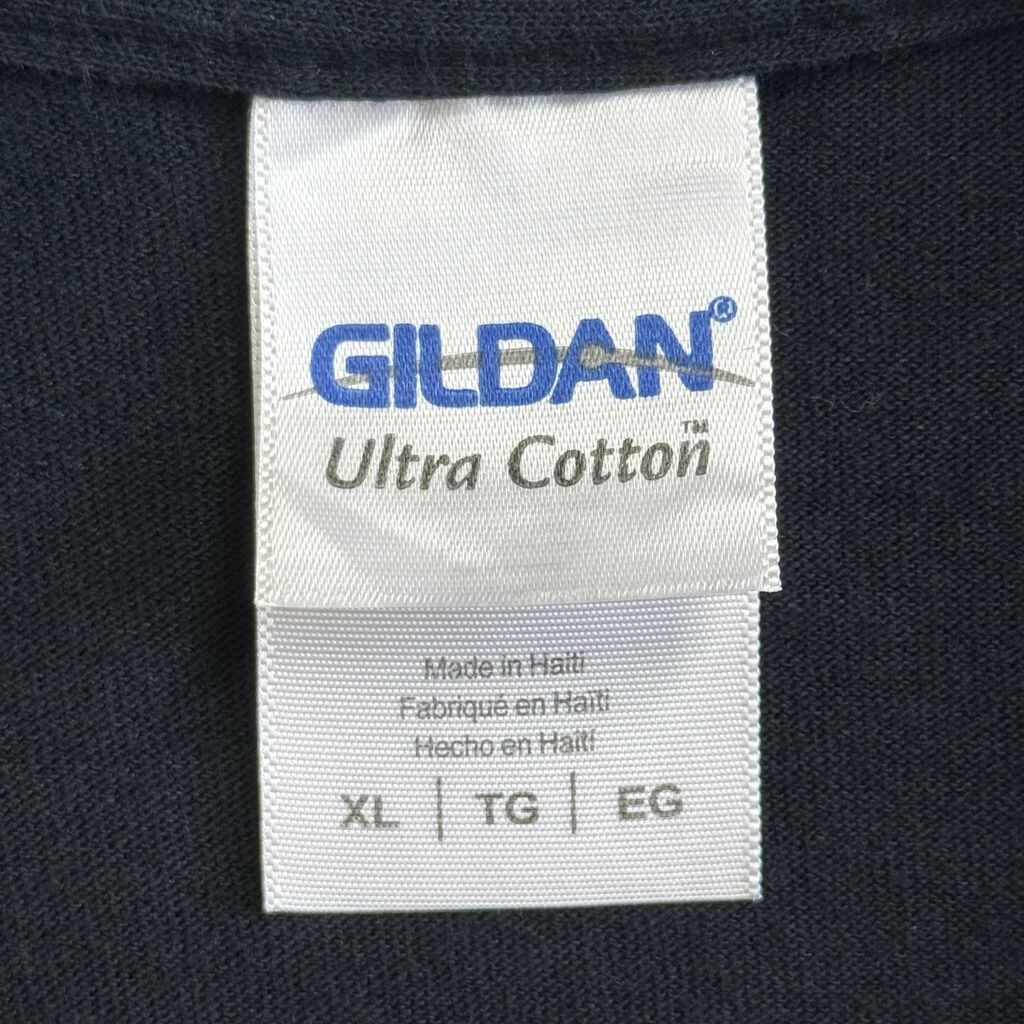 GILDAN®
Ultra Cotton™
Made in Haiti
Fabriqué en Haïti
Hecho en Haití
XL | TG | EG